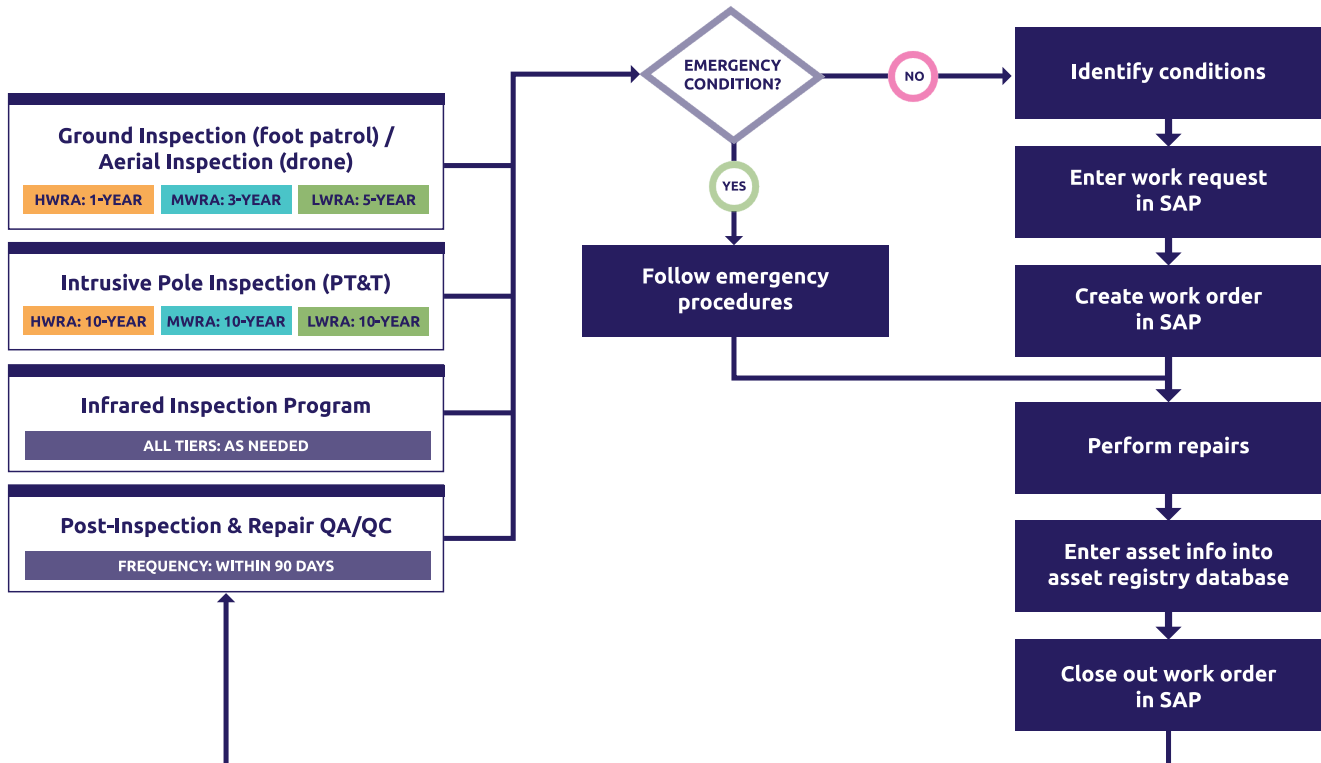 Ground Inspection (foot patrol) /
Aerial Inspection (drone)
HWRA: 1-YEAR
MWRA: 3-YEAR
LWRA: 5-YEAR
Intrusive Pole Inspection (PT&T)
HWRA: 10-YEAR
MWRA: 10-YEAR
LWRA: 10-YEAR
Infrared Inspection Program
ALL TIERS: AS NEEDED
Post-Inspection & Repair QA/QC
FREQUENCY: WITHIN 90 DAYS
EMERGENCY
CONDITION?
NO
YES
Follow emergency
procedures
Identify conditions
Enter work request
in SAP
Create work order
in SAP
Perform repairs
Enter asset info into
asset registry database
Close out work order
in SAP